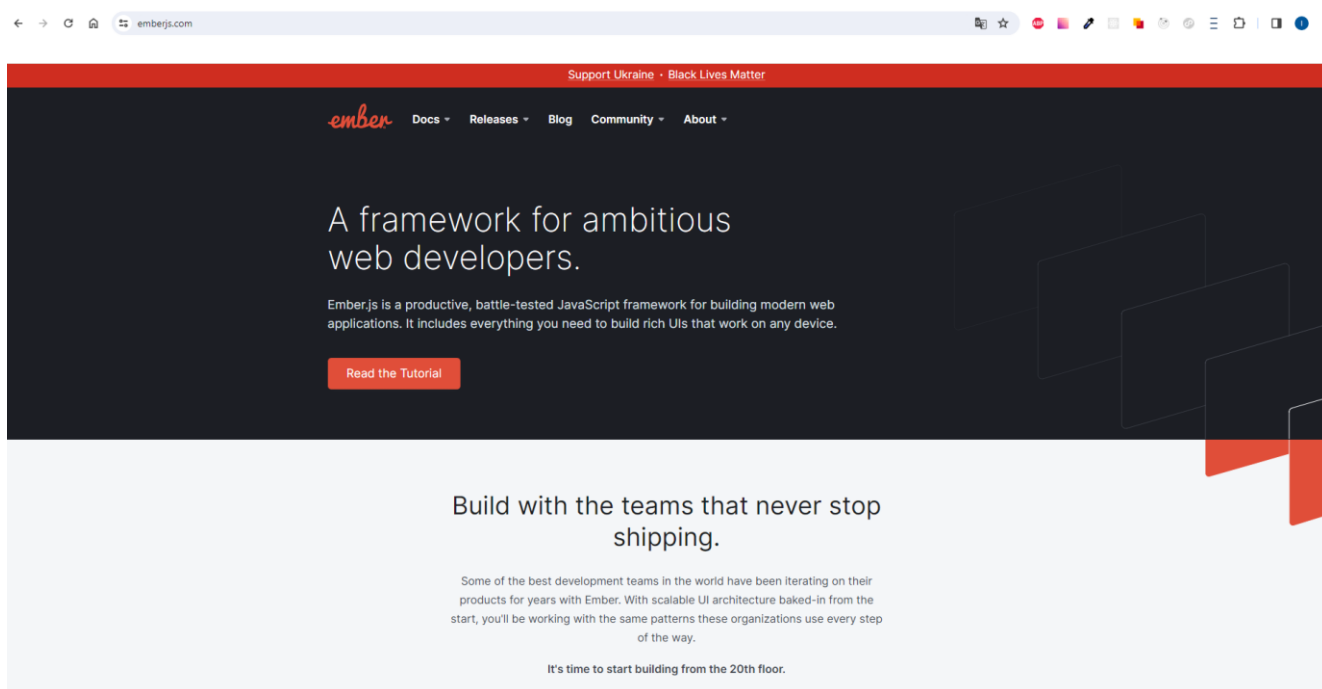 emberjs.com
ABP
Support Ukraine • Black Lives Matter
ember Docs Releases Blog Community About
A framework for ambitious
web developers.
Ember.js is a productive, battle-tested JavaScript framework for building modern web
applications. It includes everything you need to build rich UIs that work on any device.
Read the Tutorial
Build with the teams that never stop
shipping.
Some of the best development teams in the world have been iterating on their
products for years with Ember. With scalable UI architecture baked-in from the
start, you'll be working with the same patterns these organizations use every step
of the way.
It's time to start building from the 20th floor.